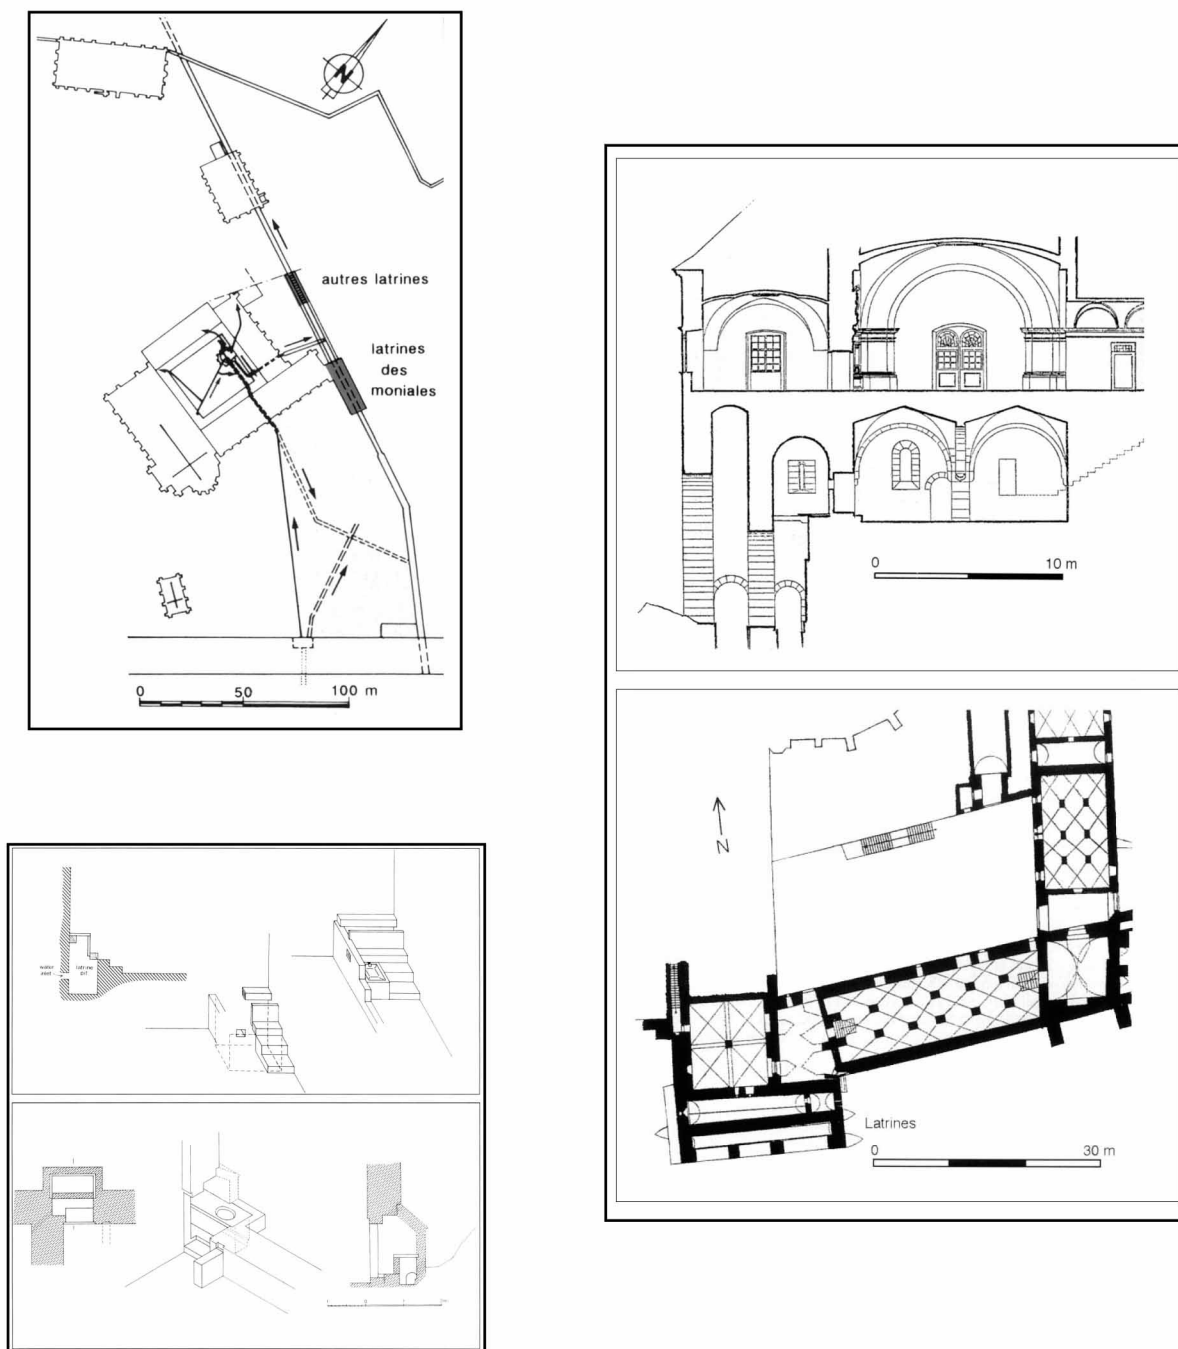 N
autres latrines
latrines
des
moniales
0 50 100 m
0 10 m
N
Latrines
0 30 m
water
inlet
latrine
pit